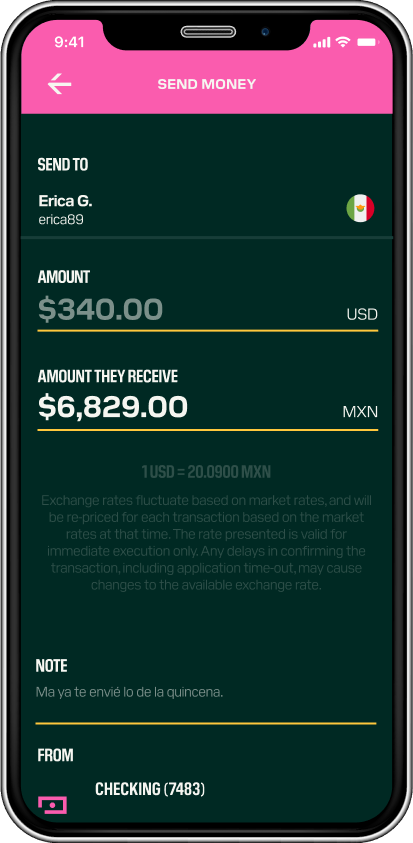 9:41
SEND MONEY
SEND TO
Erica G.
erica89
AMOUNT
$340.00 USD
AMOUNT THEY RECEIVE
$6,829.00 MXN
1 USD = 20.0900 MXN
Exchange rates fluctuate based on market rates, and will
be re-priced for each transaction based on the market
rates at that time. The rate presented is valid for
immediate execution only. Any delays in confirming the
transaction, including application time-out, may cause
changes to the available exchange rate.
NOTE
Ma ya te envié lo de la quincena.
FROM
CHECKING (7483)